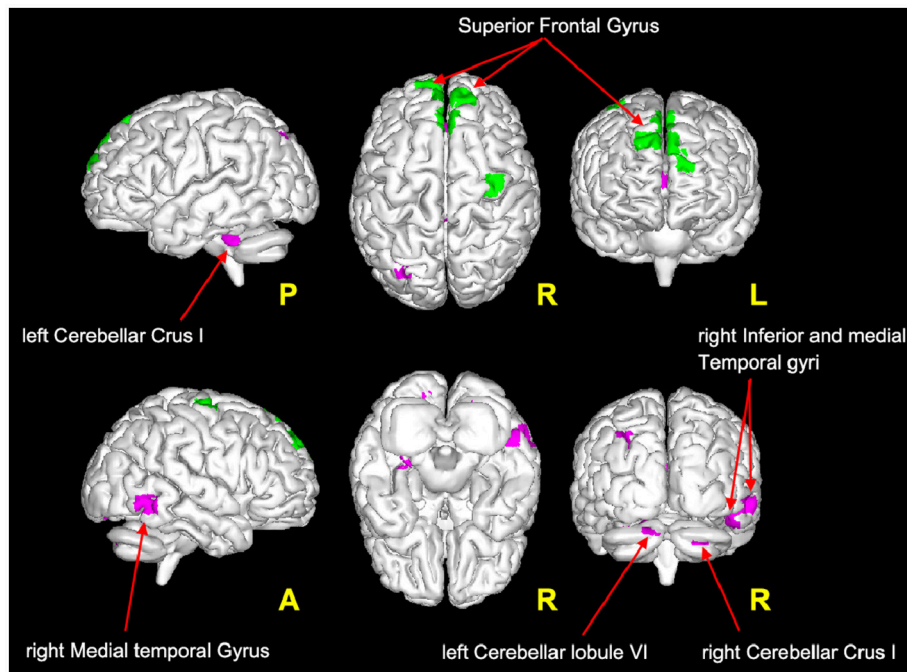 Superior Frontal Gyrus
P
R
L
left Cerebellar Crus I
right Inferior and medial
Temporal gyri
A
R
R
right Medial temporal Gyrus
left Cerebellar lobule VI
right Cerebellar Crus I